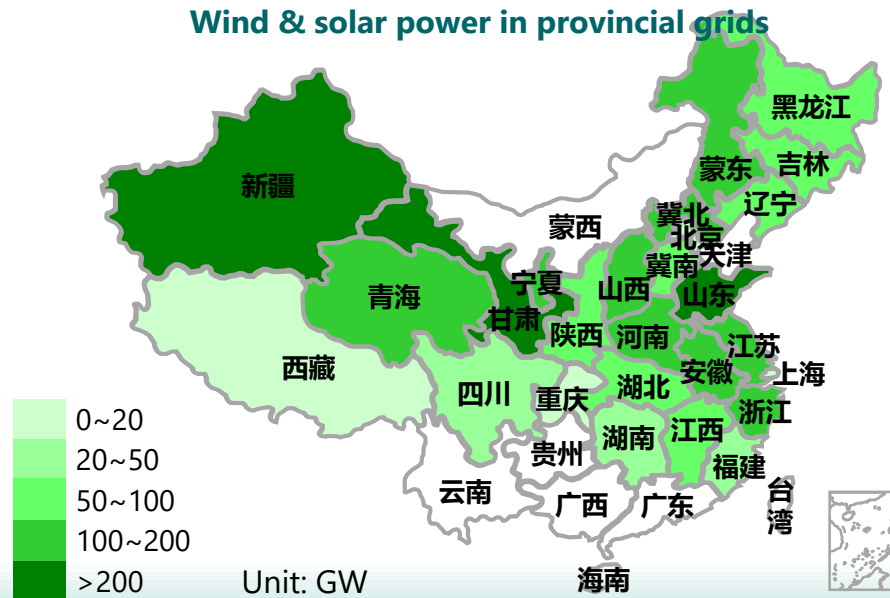 Wind & solar power in provincial grids
黑龙江
吉林
蒙东
辽宁
新疆
冀北
蒙西
北京
天津
冀南
宁夏
山西
山东
青海
甘肃
陕西
河南
江苏
西藏
安徽
上海
四川
重庆
湖北
浙江
湖南
江西
贵州
福建
云南
广西
广东
台
湾
海南
0~20
20~50
50~100
100~200
>200
Unit: GW